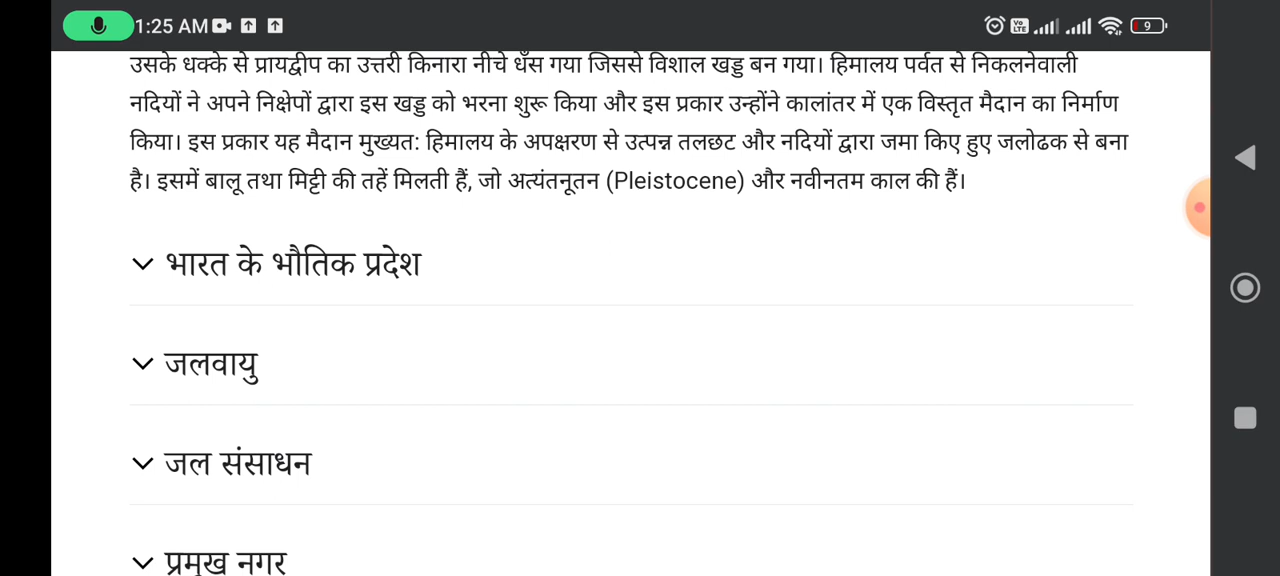 1:25 AM
Vo LTE
9
उसके धक्के से प्रायद्वीप का उत्तरी किनारा नीचे धँस गया जिससे विशाल खड्ड बन गया। हिमालय पर्वत से निकलनेवाली
नदियों ने अपने निक्षेपों द्वारा इस खड्ड को भरना शुरू किया और इस प्रकार उन्होंने कालांतर में एक विस्तृत मैदान का निर्माण
किया। इस प्रकार यह मैदान मुख्यत: हिमालय के अपक्षरण से उत्पन्न तलछट और नदियों द्वारा जमा किए हुए जलोढक से बना
है। इसमें बालू तथा मिट्टी की तहें मिलती हैं, जो अत्यंतनूतन (Pleistocene) और नवीनतम काल की हैं।
भारत के भौतिक प्रदेश
जलवायु
जल संसाधन
प्रमुख नगर